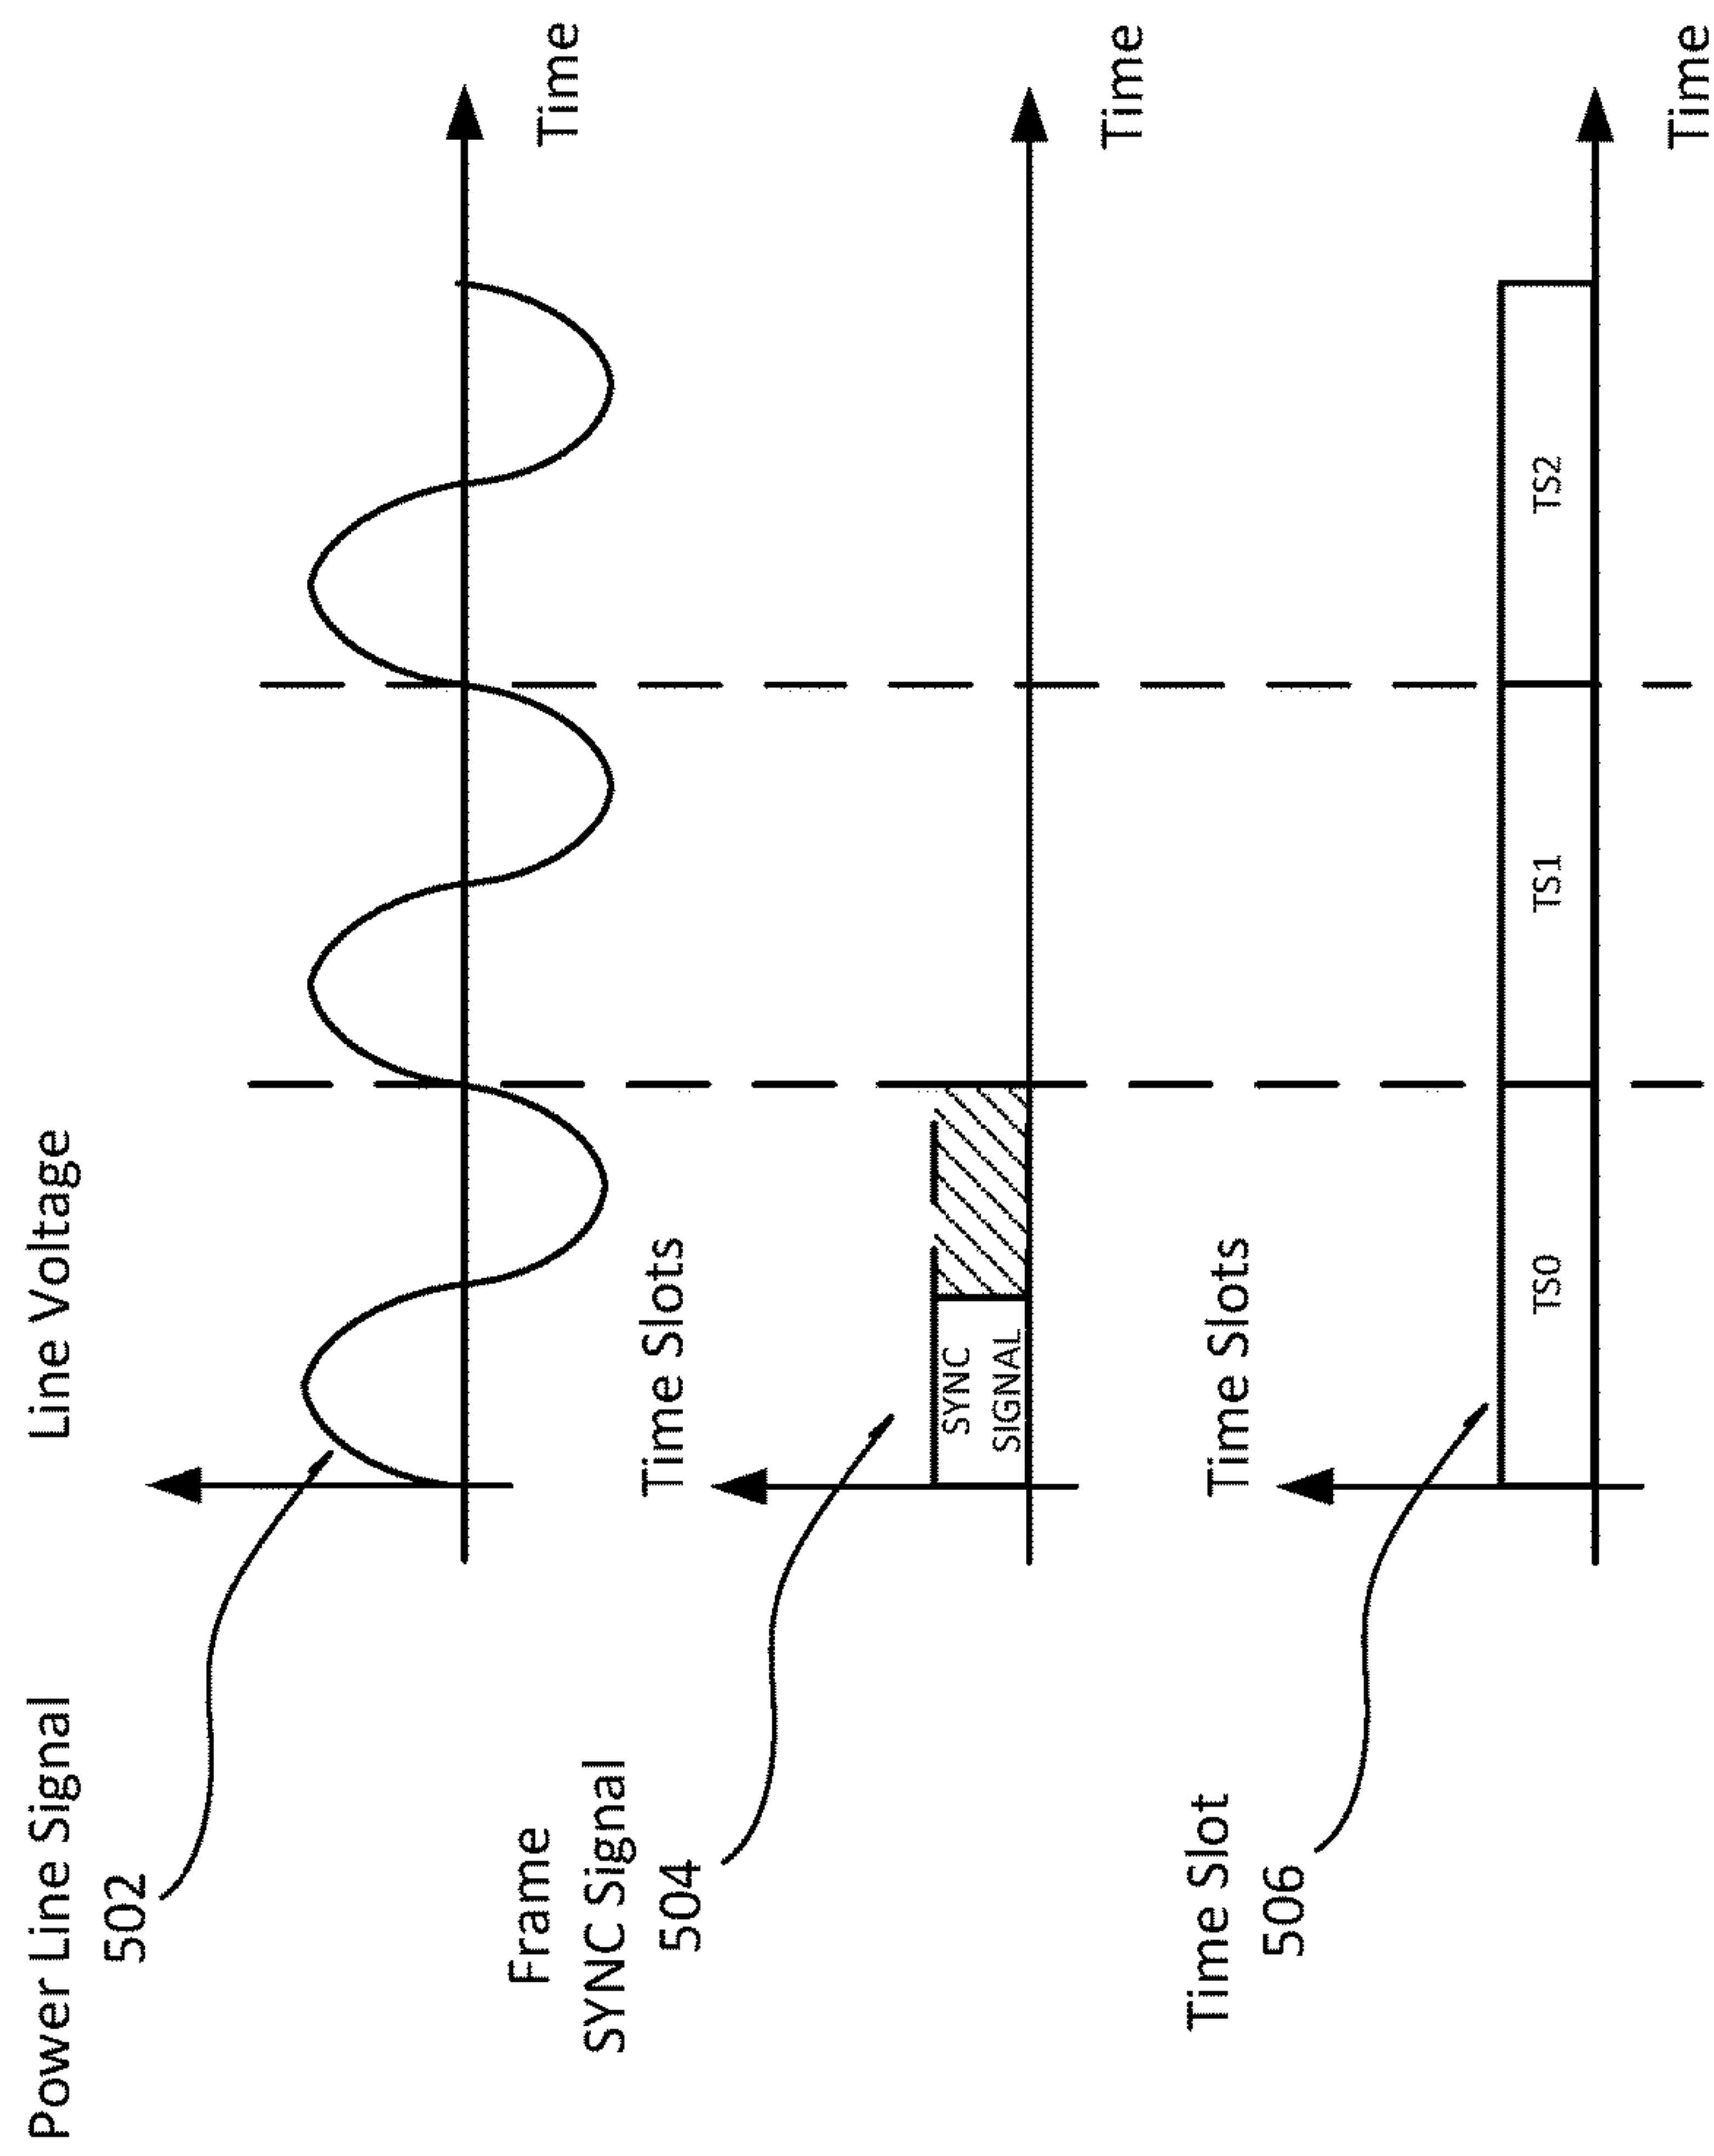 Power Line Signal
502
Line Voltage
Time
Frame
SYNC Signal
504
Time Slots
SYNC
SIGNAL
Time
Time Slot
506
Time Slots
TS0
TS1
TS2
Time